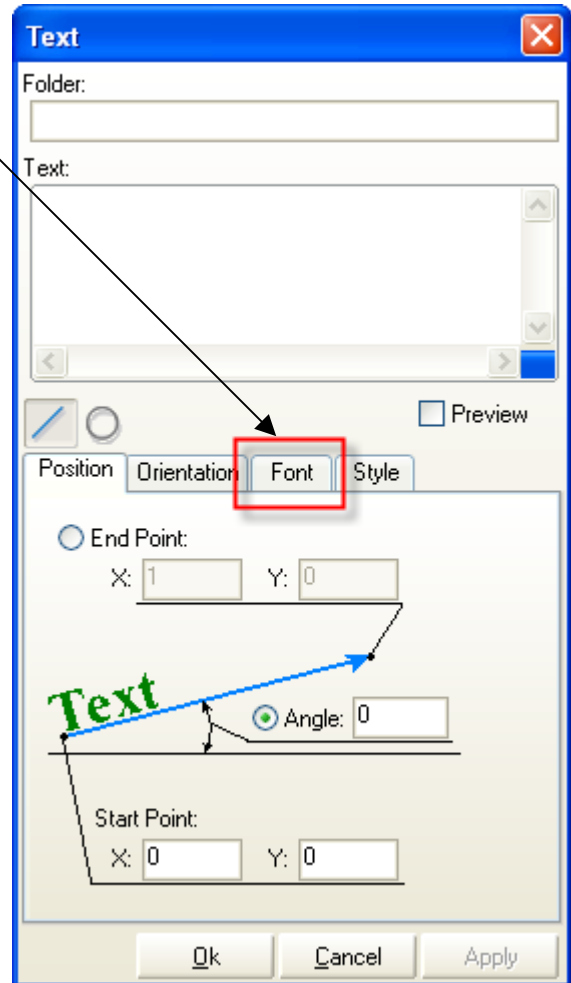 Text
Folder:
Text:
Preview
Position Orientation Font Style
End Point:
X: 1 Y: 0
Text
Angle: 0
Start Point:
X: 0 Y: 0
Ok Cancel Apply